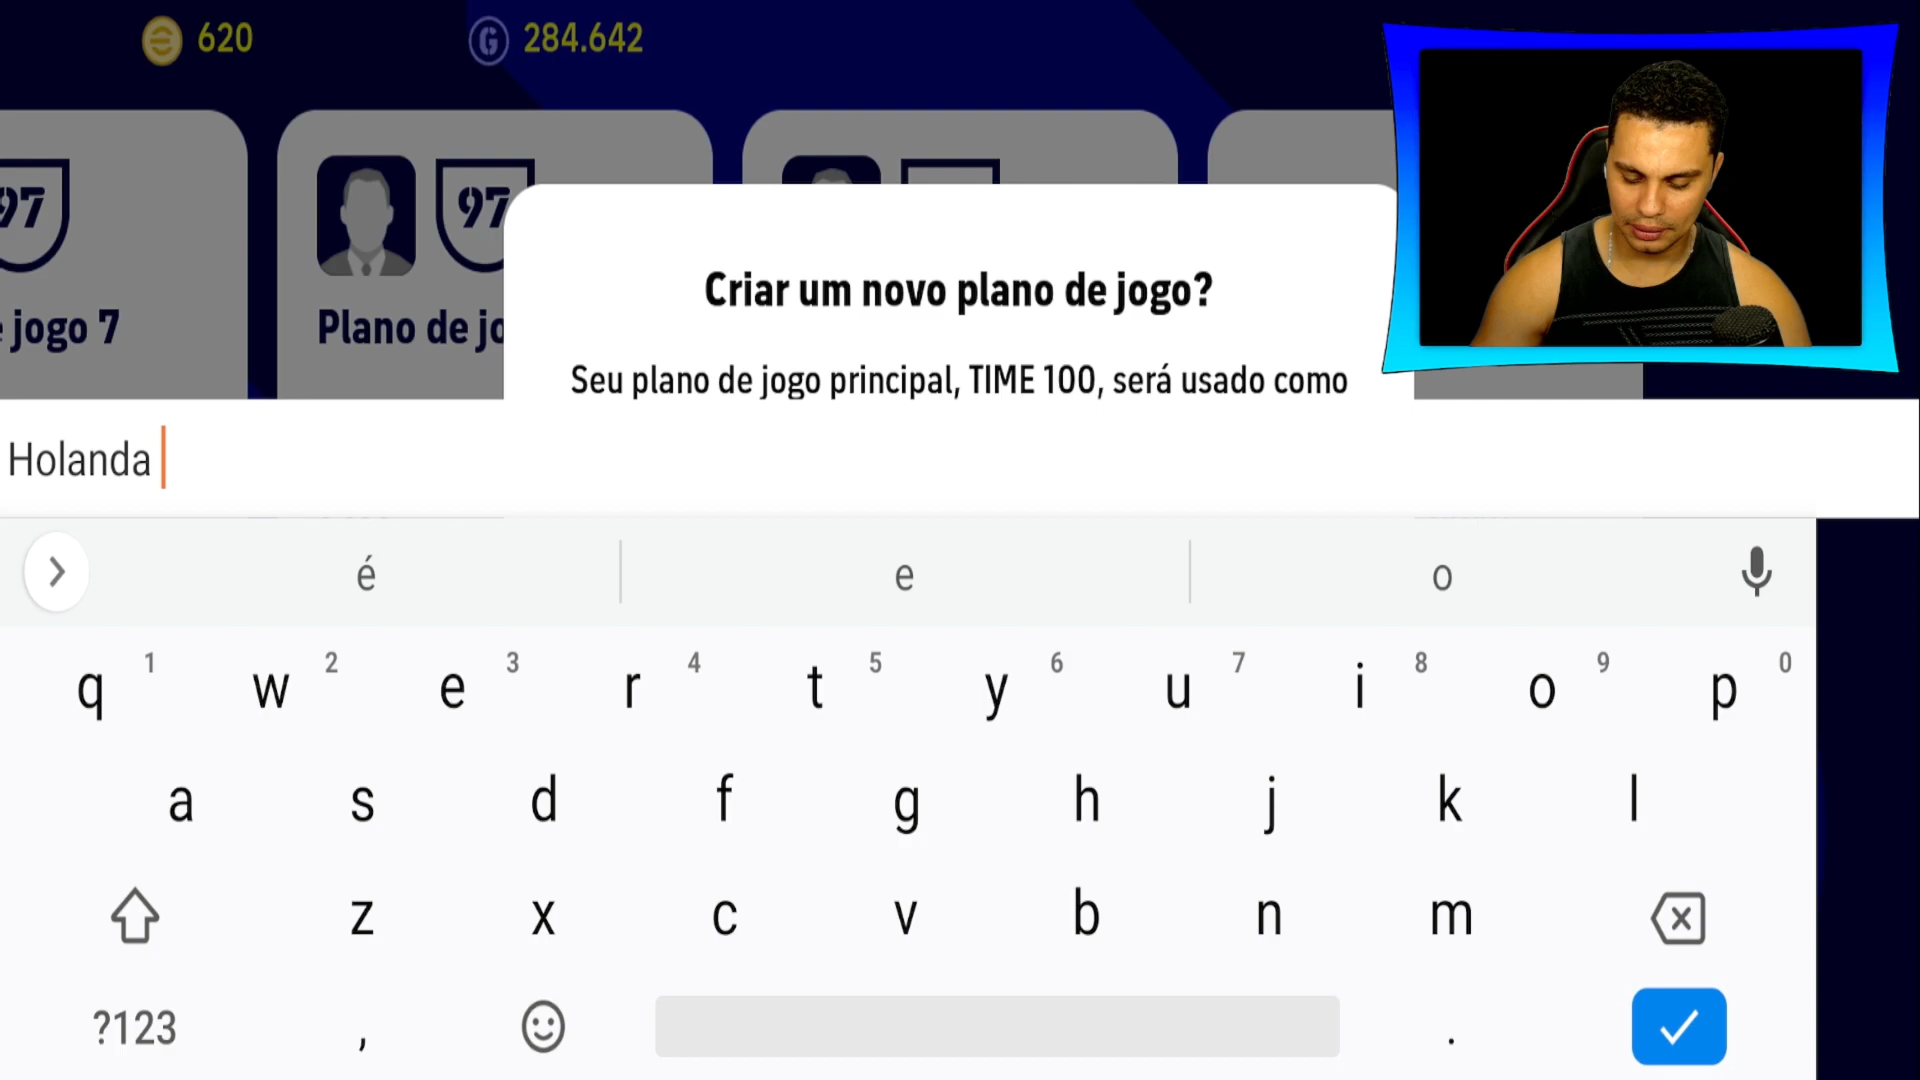 620
284.642
97
97
jogo 7
Plano de jo
Criar um novo plano de jogo?
Seu plano de jogo principal, TIME 100, será usado como
Holanda
é e o
1 2 3 4 5 6 7 8 9 0
q w e r t y u i o p
a s d f g h j k l
z x c v b n m
?123 , .